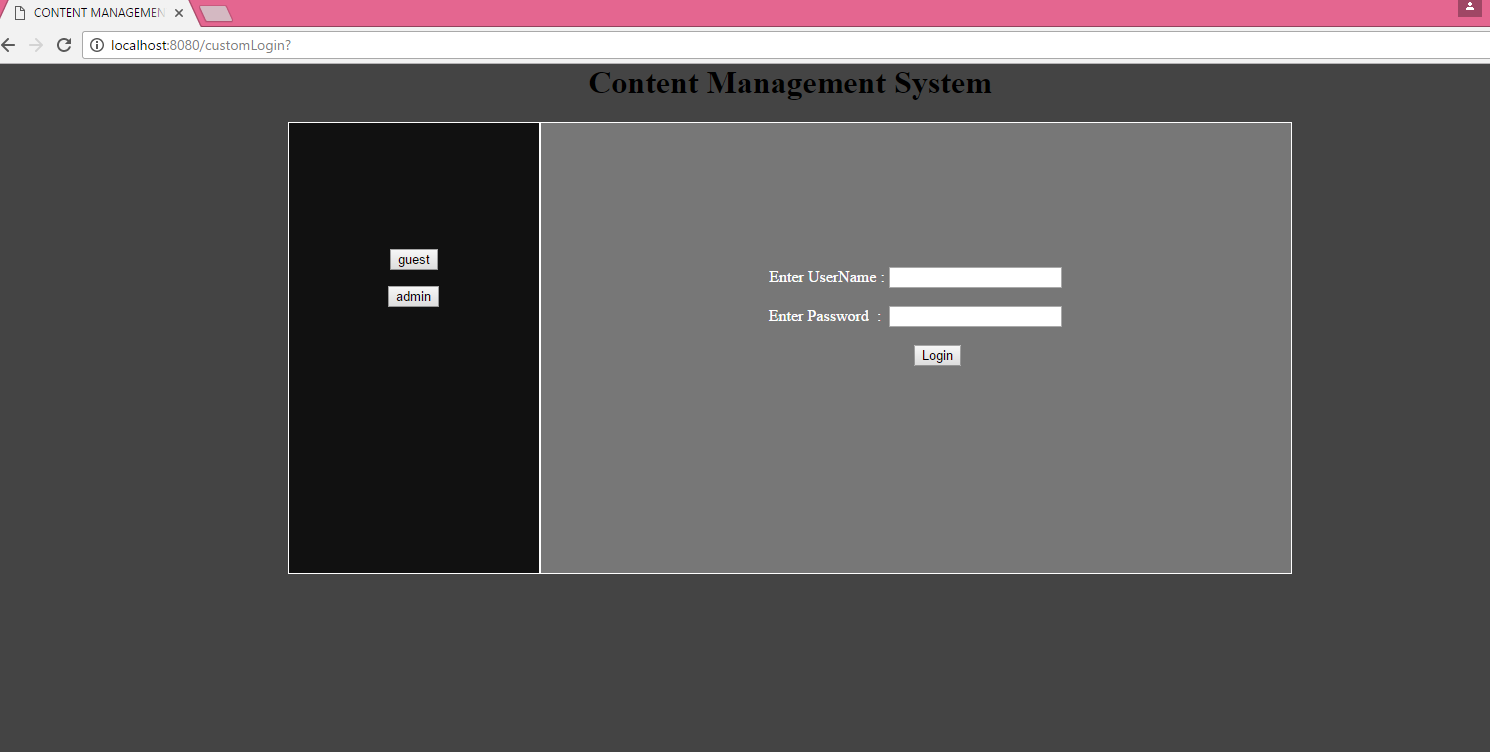 CONTENT MANAGEMEN
localhost:8080/customLogin?
Content Management System
guest
admin
Enter UserName :
Enter Password :
Login